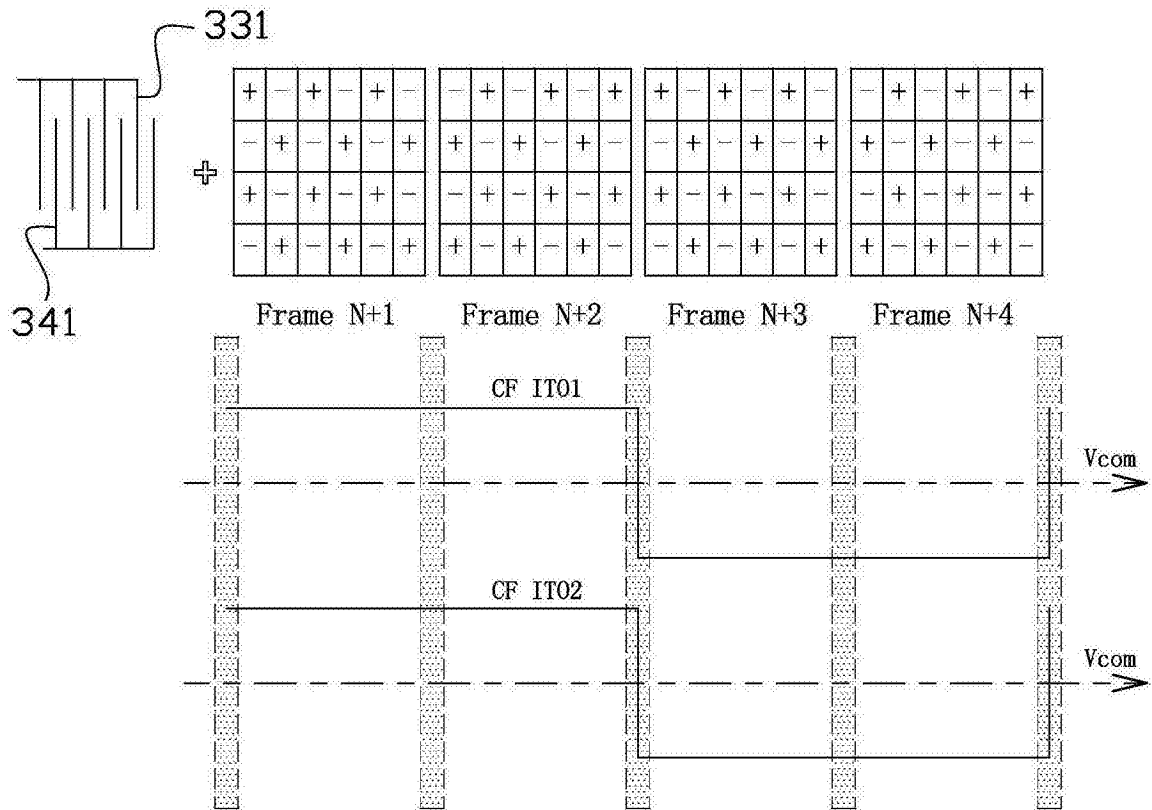 331
+ - + - + - - + - + - + + - + - + - - + - + - +
- + - + - + + - + - + - - + - + - + + - + - + -
+ - + - + - - + - + - + + - + - + - - + - + - +
- + - + - + + - + - + - - + - + - + + - + - + -
341
Frame N+1 Frame N+2 Frame N+3 Frame N+4
CF ITO1
Vcom
CF ITO2
Vcom